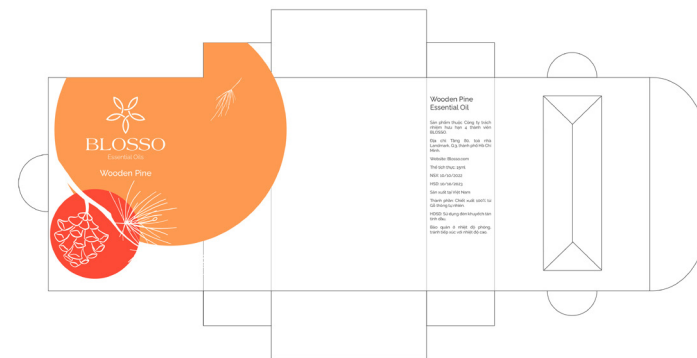 BLOSSO
Essential Oils
Wooden Pine
Wooden Pine
Essential Oil
Sản phẩm thuộc Công ty trách
nhiệm hữu hạn 4 thành viên
BLOSSO.
Địa chỉ: Tầng 60, toà nhà
Landmark, Q.3, thành phố Hồ Chí
Minh.
Website: Blosso.com
Thể tích thực:
NSX: 10/10/2022
HSD: 10/10/2023
Sản xuất tại Việt Nam
Thành phần: Chiết xuất 100% từ
Gỗ thông tự nhiên
HDSD: Sử dụng đèn khuyếch tán
tinh dầu.
Bảo quản ở nhiệt độ phòng,
tránh tiếp xúc với nhiệt độ cao.